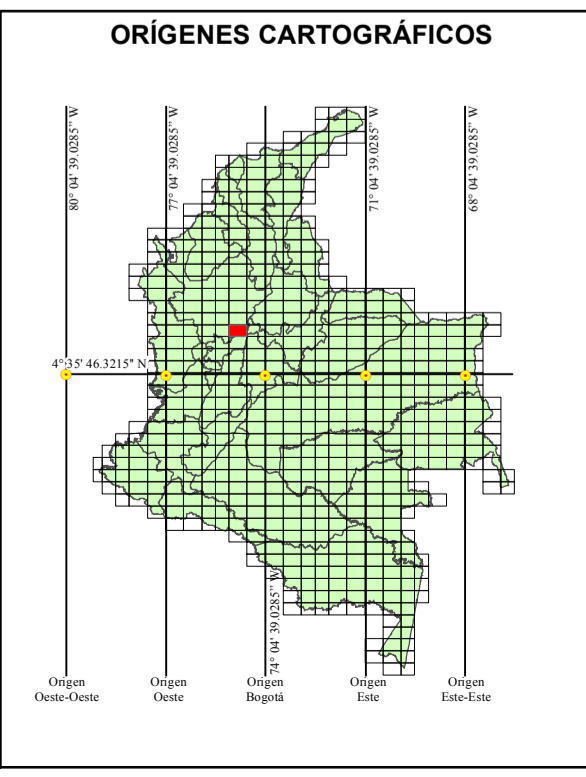 ORÍGENES CARTOGRÁFICOS
80° 04' 39.0285" W
77° 04' 39.0285" W
71° 04' 39.0285" W
68° 04' 39.0285" W
4° 35' 46.3215" N
74° 04' 39.0285" W
Origen
Oeste-Oeste
Origen
Oeste
Origen
Bogotá
Origen
Este
Origen
Este-Este